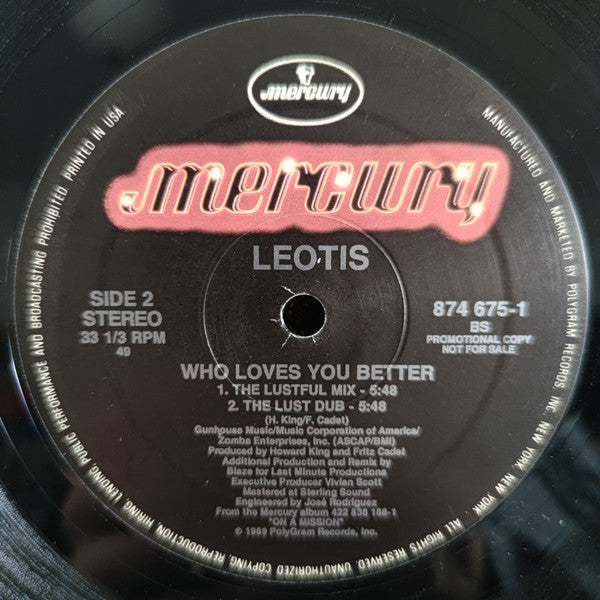 mercury
mercury
LEOTIS
SIDE 2
STEREO
33 1/3 RPM
49
874 675-1
BS
PROMOTIONAL COPY
NOT FOR SALE
WHO LOVES YOU BETTER
1. THE LUSTFUL MIX - 5:48
2. THE LUST DUB - 5:48
(H. King/F. Cadet)
Gunhouse Music/Music Corporation of America/
Zomba Enterprises, Inc. (ASCAP/BMI)
Produced by Howard King and Fritz Cadet
Additional Production and Remix by
Blaze for Last Minute Productions
Executive Producer Vivian Scott
Mastered at Sterling Sound
Engineered by José Rodriguez
From the Mercury album 422 838 188-1
"ON A MISSION"
© 1989 PolyGram Records, Inc.
MANUFACTURED AND MARKETED BY POLYGRAM RECORDS, INC. NEW YORK, NEW YORK. ALL RIGHTS RESERVED. UNAUTHORIZED COPYING, REPRODUCTION, HIRING, LENDING, PUBLIC PERFORMANCE AND BROADCASTING PROHIBITED. PRINTED IN USA.